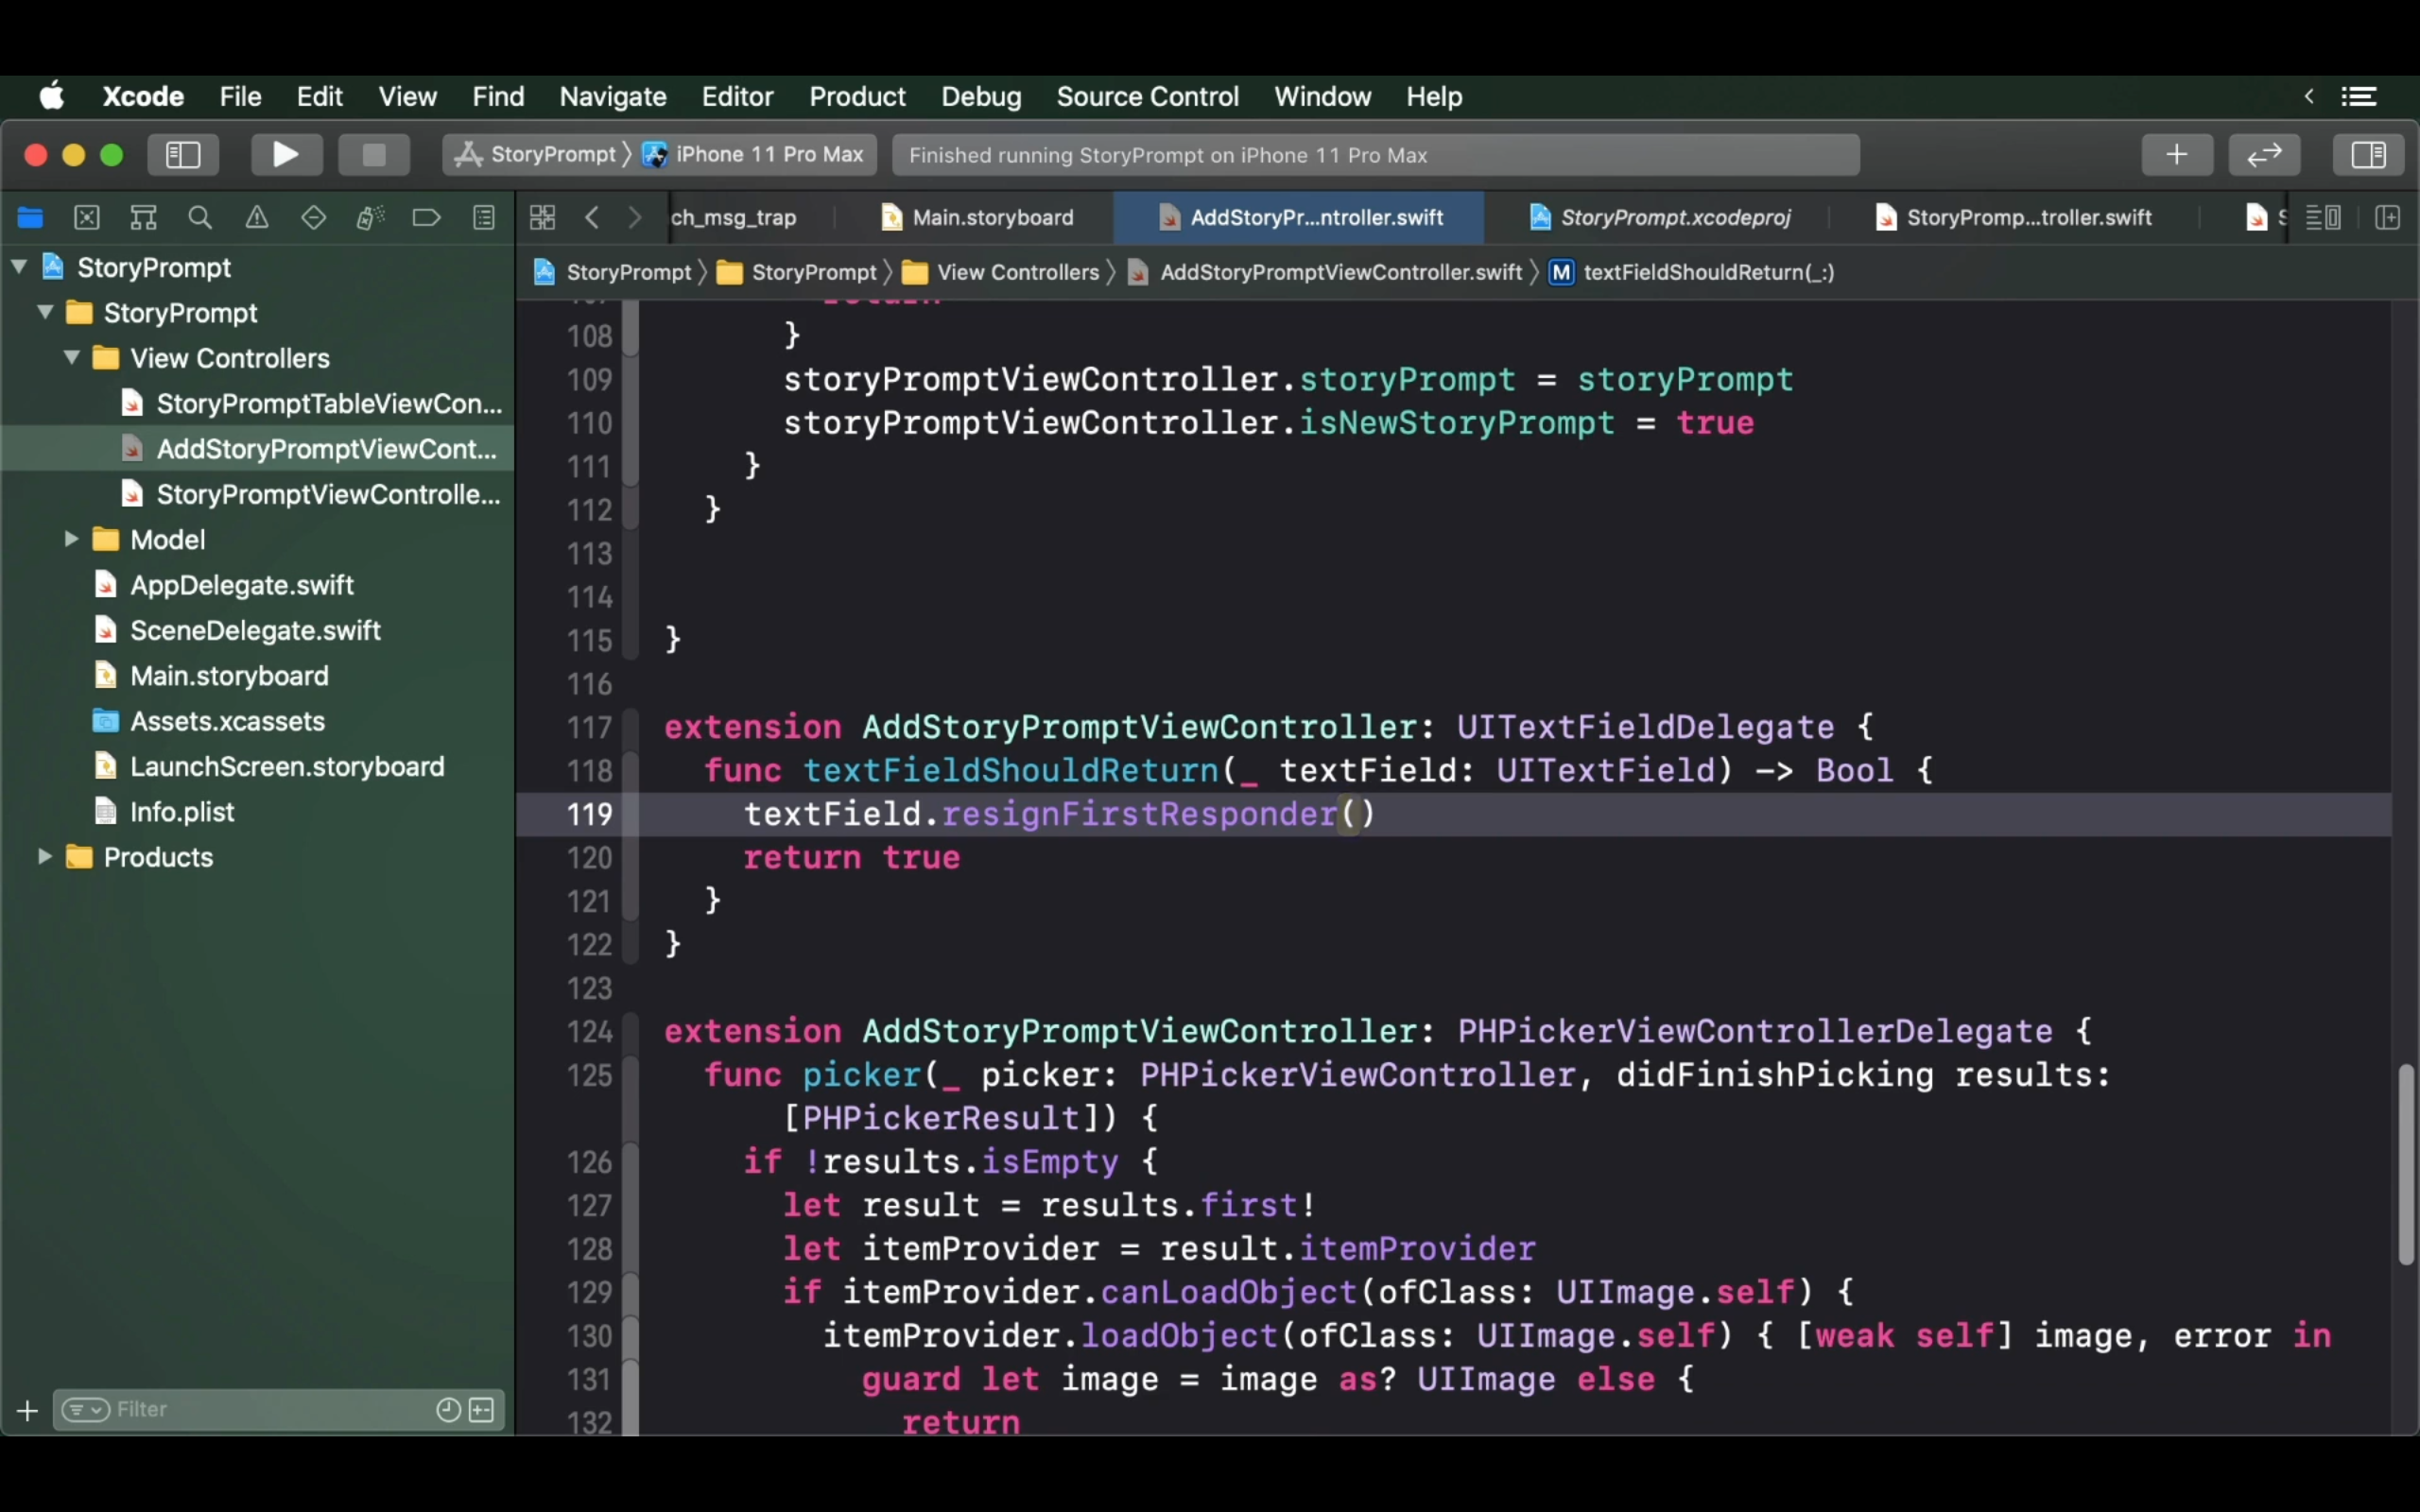 Xcode File Edit View Find Navigate Editor Product Debug Source Control Window Help
StoryPrompt 〉 iPhone 11 Pro Max
Finished running StoryPrompt on iPhone 11 Pro Max
ch_msg_trap
Main.storyboard
AddStoryPr...ntroller.swift
StoryPrompt.xcodeproj
StoryPromp...troller.swift
StoryPrompt 〉 StoryPrompt 〉 View Controllers 〉 AddStoryPromptViewController.swift 〉 M textFieldShouldReturn(_:)
StoryPrompt
StoryPrompt
View Controllers
StoryPromptTableViewCon...
AddStoryPromptViewCont...
StoryPromptViewControlle...
Model
AppDelegate.swift
SceneDelegate.swift
Main.storyboard
Assets.xcassets
LaunchScreen.storyboard
Info.plist
Products
Filter
108 }
109 storyPromptViewController.storyPrompt = storyPrompt
110 storyPromptViewController.isNewStoryPrompt = true
111 }
112 }
113
114
115 }
116
117 extension AddStoryPromptViewController: UITextFieldDelegate {
118 func textFieldShouldReturn(_ textField: UITextField) -> Bool {
119 textField.resignFirstResponder()
120 return true
121 }
122 }
123
124 extension AddStoryPromptViewController: PHPickerViewControllerDelegate {
125 func picker(_ picker: PHPickerViewController, didFinishPicking results:
[PHPickerResult]) {
126 if !results.isEmpty {
127 let result = results.first!
128 let itemProvider = result.itemProvider
129 if itemProvider.canLoadObject(ofClass: UIImage.self) {
130 itemProvider.loadObject(ofClass: UIImage.self) { [weak self] image, error in
131 guard let image = image as? UIImage else {
132 return